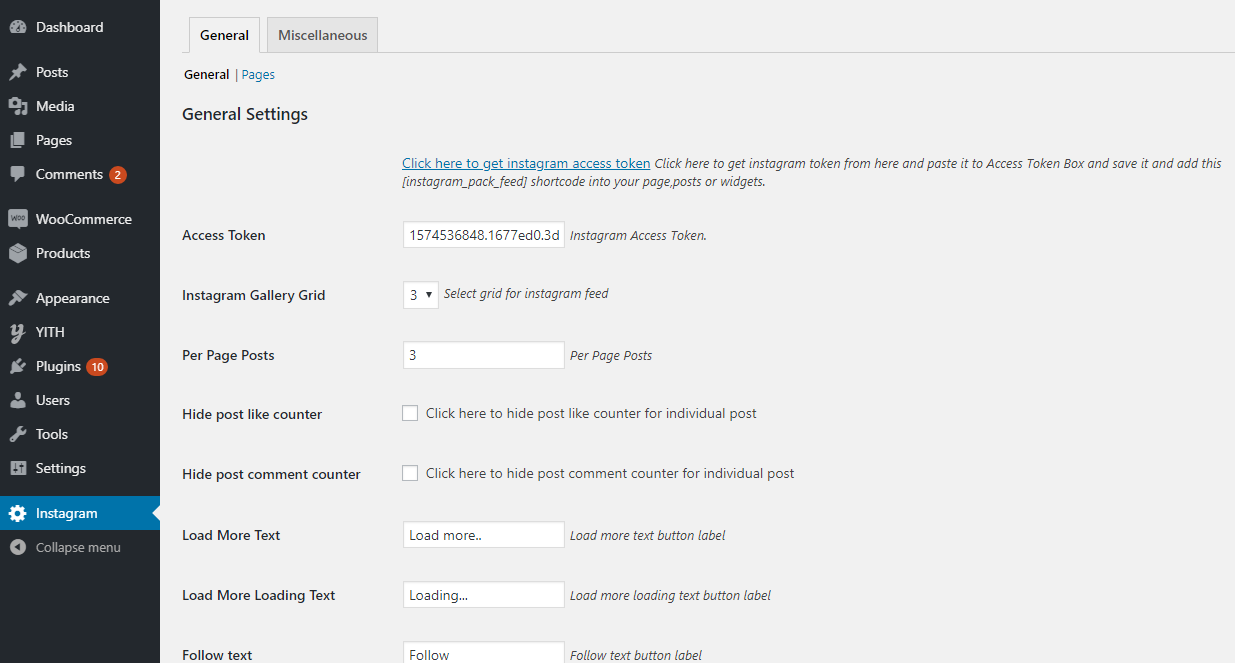 Dashboard
Posts
Media
Pages
Comments 2
WOO WooCommerce
Products
Appearance
YITH
Plugins 10
Users
Tools
Settings
Instagram
Collapse menu
General Miscellaneous
General | Pages
General Settings
Click here to get instagram access token Click here to get instagram token from here and paste it to Access Token Box and save it and add this
[instagram_pack_feed] shortcode into your page,posts or widgets.
Access Token 1574536848.1677ed0.3d Instagram Access Token.
Instagram Gallery Grid 3 Select grid for instagram feed
Per Page Posts 3 Per Page Posts
Hide post like counter Click here to hide post like counter for individual post
Hide post comment counter Click here to hide post comment counter for individual post
Load More Text Load more.. Load more text button label
Load More Loading Text Loading... Load more loading text button label
Follow text Follow Follow text button label